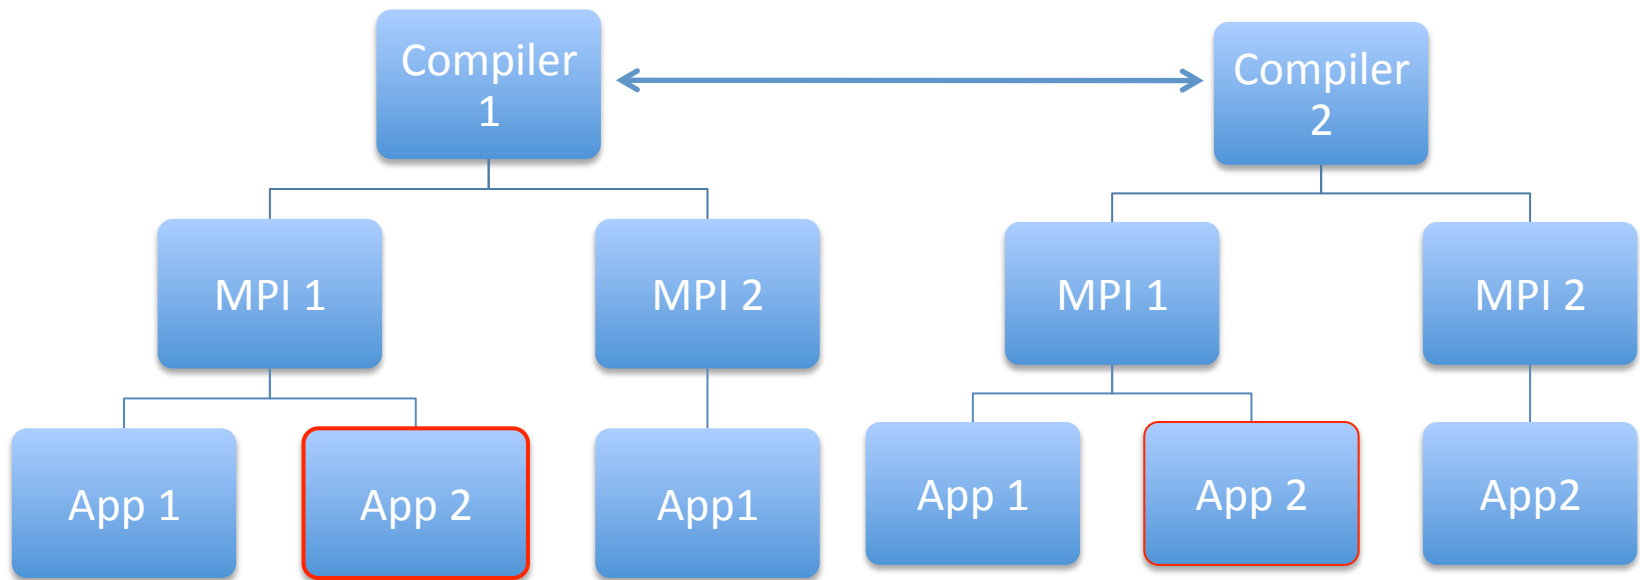 Compiler
1
Compiler
2
MPI 1
MPI 2
MPI 1
MPI 2
App 1
App 2
App1
App 1
App 2
App2